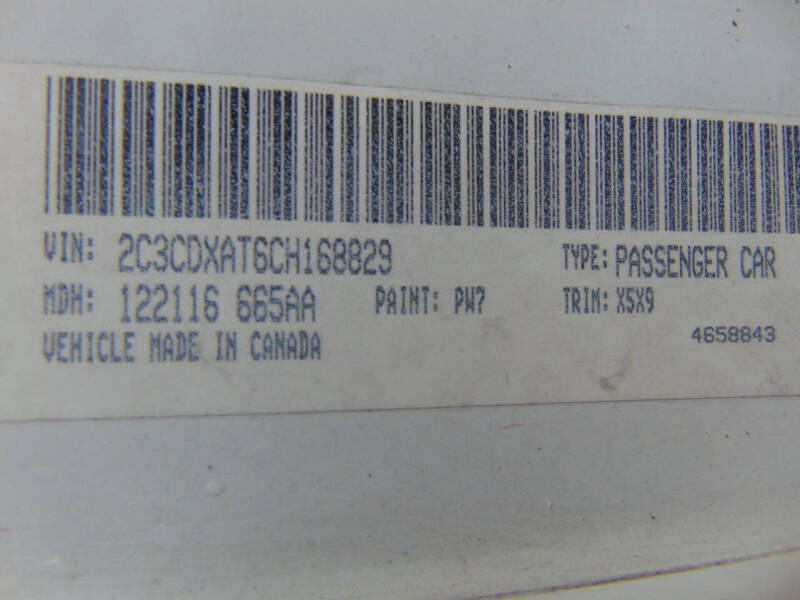 VIN: 2C3CDXAT6CH168829 TYPE: PASSENGER CAR
MDH: 122116 665AA PAINT: PW7 TRIM: X5X9
VEHICLE MADE IN CANADA 4658843